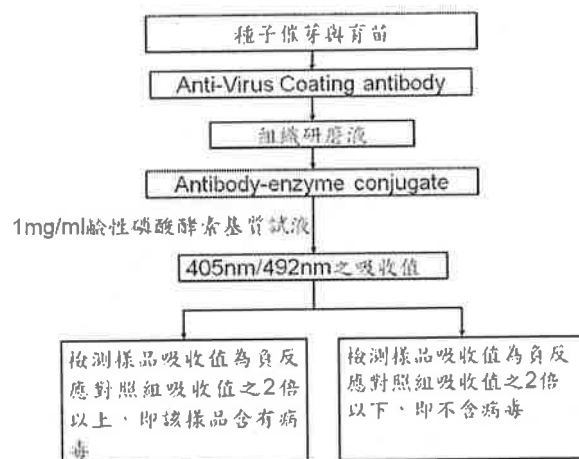 種子催芽與育苗
Anti-Virus Coating antibody
組織研磨液
Antibody-enzyme conjugate
1mg/ml鹼性磷酸酵素基質試液
405nm/492nm之吸收值
檢測樣品吸收值為負反
應對照組吸收值之2倍
以上，即該樣品含有病
毒
檢測樣品吸收值為負反
應對照組吸收值之2倍
以下，即不含病毒